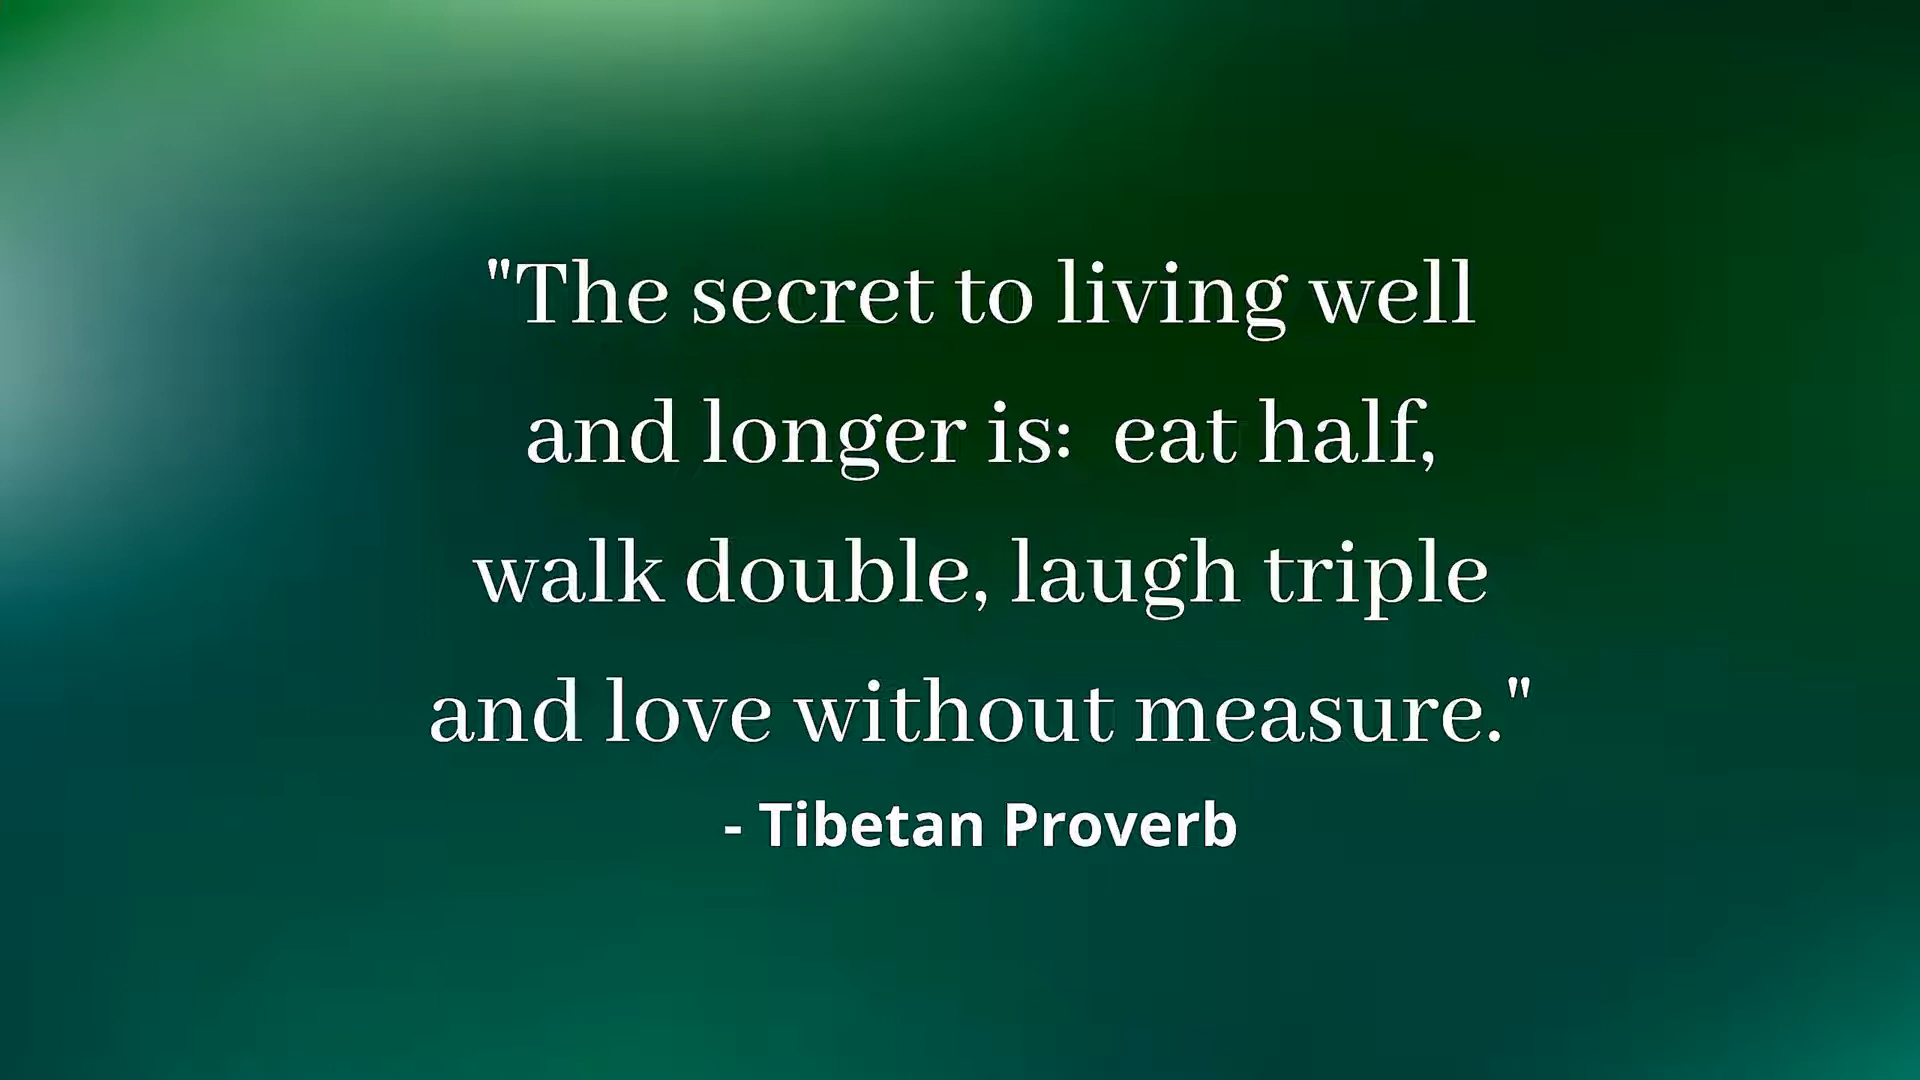 "The secret to living well
and longer is:  eat half,
walk double, laugh triple
and love without measure."
- Tibetan Proverb